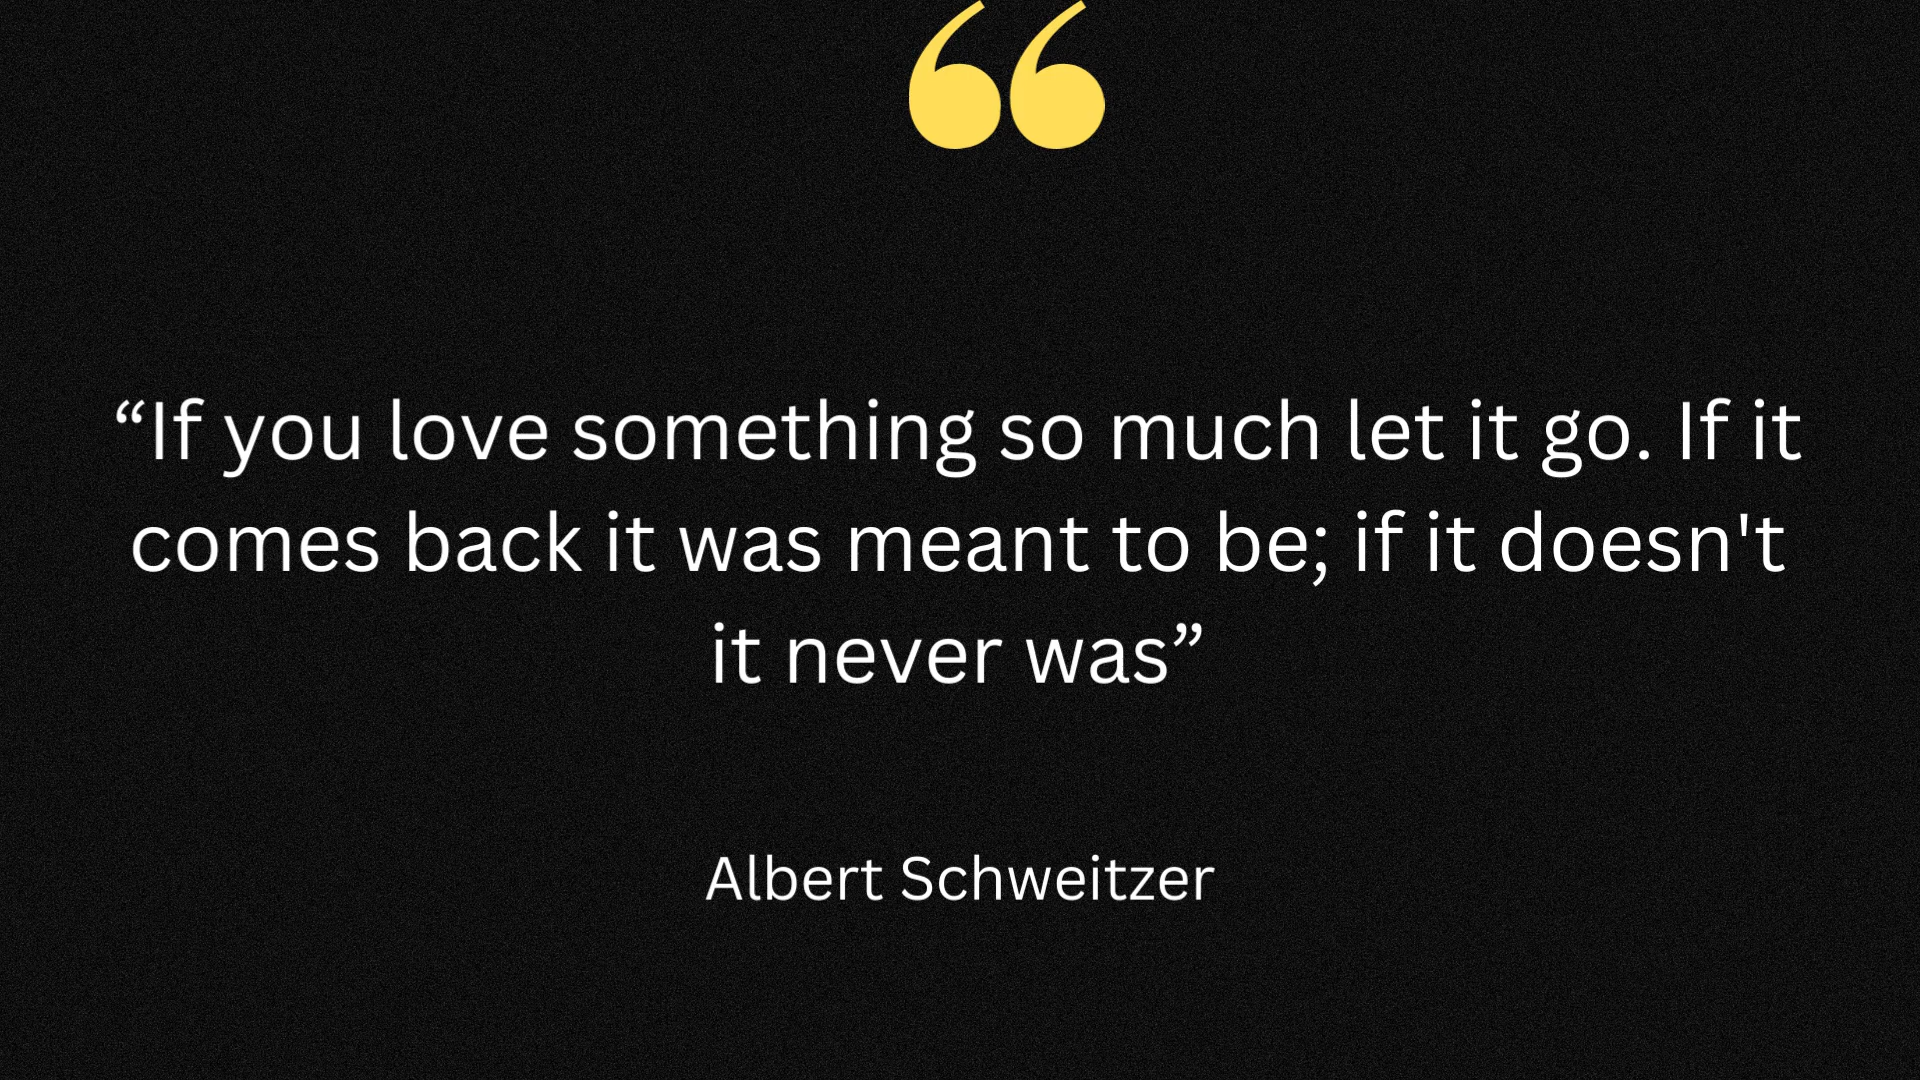 “If you love something so much let it go. If it
comes back it was meant to be; if it doesn't
it never was”
Albert Schweitzer